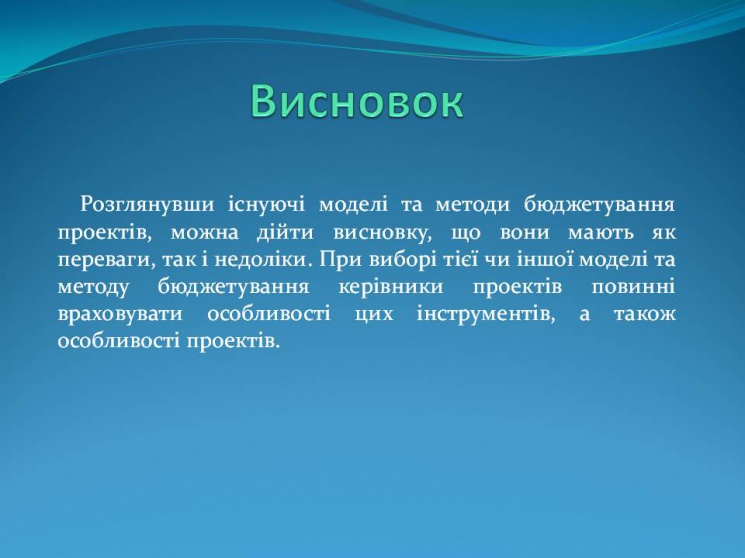 Висновок
Розглянувши існуючі моделі та методи бюджетування
проектів, можна дійти висновку, що вони мають як
переваги, так і недоліки. При виборі тієї чи іншої моделі та
методу бюджетування керівники проектів повинні
враховувати особливості цих інструментів, а також
особливості проектів.